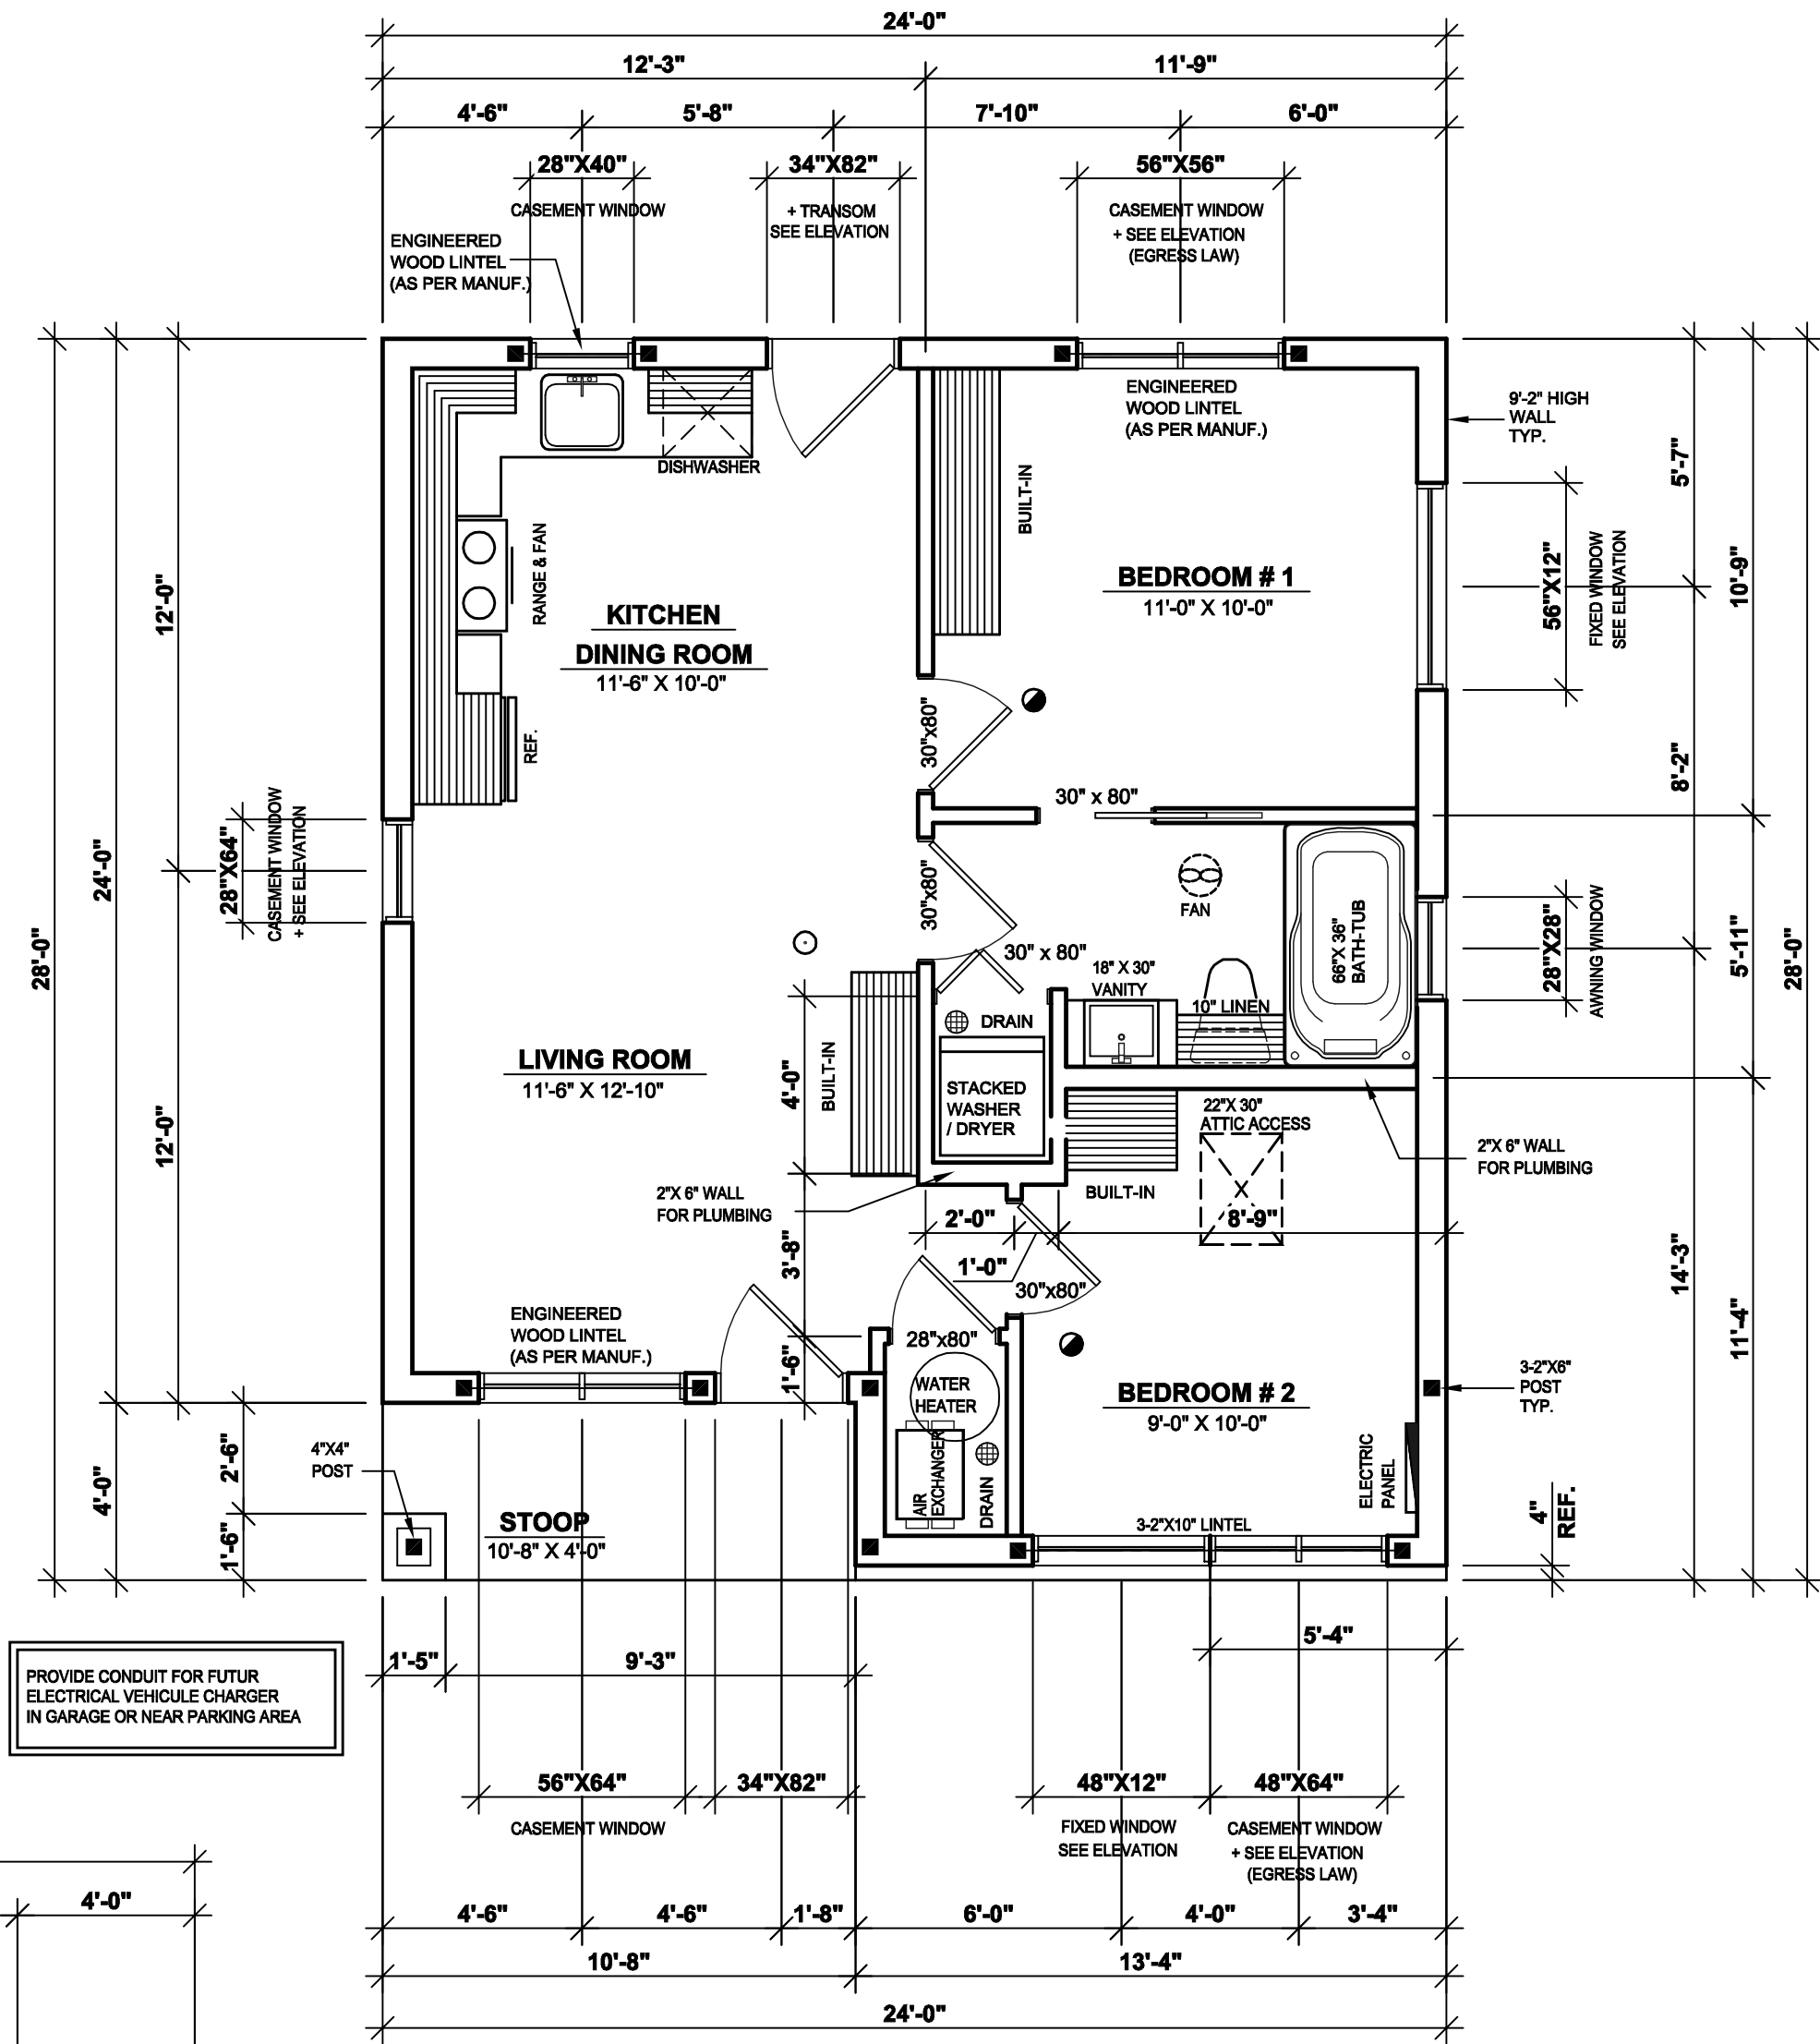 24'-0"
12'-3"
11'-9"
4'-6"
5'-8"
7'-10"
6'-0"
28"X40"
34"X82"
56"X56"
CASEMENT WINDOW
+ TRANSOM
SEE ELEVATION
CASEMENT WINDOW
+ SEE ELEVATION
(EGRESS LAW)
ENGINEERED
WOOD LINTEL
(AS PER MANUF.)
ENGINEERED
WOOD LINTEL
(AS PER MANUF.)
9'-2" HIGH
WALL
TYP.
DISHWASHER
BUILT-IN
RANGE & FAN
KITCHEN
DINING ROOM
11'-6" X 10'-0"
REF.
BEDROOM # 1
11'-0" X 10'-0"
5'-7"
56"X12"
FIXED WINDOW
SEE ELEVATION
10'-9"
12'-0"
30"x80"
30" x 80"
8'-2"
28"X64"
CASEMENT WINDOW
+ SEE ELEVATION
24'-0"
28'-0"
30"x80"
FAN
66"X 36"
BATH-TUB
28"X28"
AWNING WINDOW
5'-11"
28'-0"
30" x 80"
18" X 30"
VANITY
10" LINEN
DRAIN
LIVING ROOM
11'-6" X 12'-10"
4'-0"
BUILT-IN
STACKED
WASHER
/ DRYER
22"X 30"
ATTIC ACCESS
2"X 6" WALL
FOR PLUMBING
12'-0"
2"X 6" WALL
FOR PLUMBING
BUILT-IN
2'-0"
8'-9"
1'-0"
3'-8"
30"x80"
14'-3"
11'-4"
ENGINEERED
WOOD LINTEL
(AS PER MANUF.)
28"x80"
1'-6"
WATER
HEATER
BEDROOM # 2
9'-0" X 10'-0"
3-2"X6"
POST
TYP.
4"X4"
POST
2'-6"
4'-0"
1'-6"
AIR
EXCHANGER
DRAIN
ELECTRIC
PANEL
4"
REF.
STOOP
10'-8" X 4'-0"
3-2"X10" LINTEL
PROVIDE CONDUIT FOR FUTUR
ELECTRICAL VEHICULE CHARGER
IN GARAGE OR NEAR PARKING AREA
1'-5"
9'-3"
5'-4"
56"X64"
34"X82"
48"X12"
48"X64"
CASEMENT WINDOW
FIXED WINDOW
SEE ELEVATION
CASEMENT WINDOW
+ SEE ELEVATION
(EGRESS LAW)
4'-0"
4'-6"
4'-6"
1'-8"
6'-0"
4'-0"
3'-4"
10'-8"
13'-4"
24'-0"